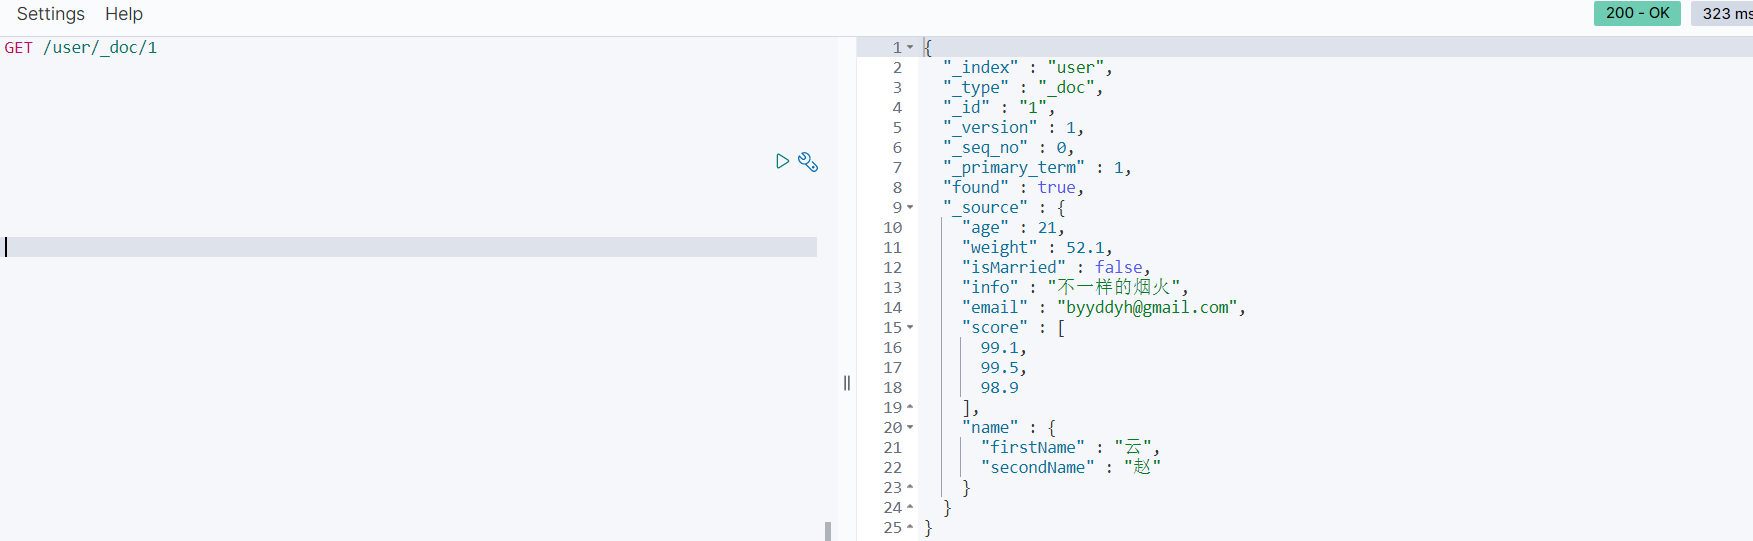 Settings Help 200 - OK 323 ms
GET /user/_doc/1
1 {
2 "_index" : "user",
3 "_type" : "_doc",
4 "_id" : "1",
5 "_version" : 1,
6 "_seq_no" : 0,
7 "_primary_term" : 1,
8 "found" : true,
9 "_source" : {
10 "age" : 21,
11 "weight" : 52.1,
12 "isMarried" : false,
13 "info" : "不一样的烟火",
14 "email" : "byyddyh@gmail.com",
15 "score" : [
16 99.1,
17 99.5,
18 98.9
19 ],
20 "name" : {
21 "firstName" : "云",
22 "secondName" : "赵"
23 }
24 }
25 }